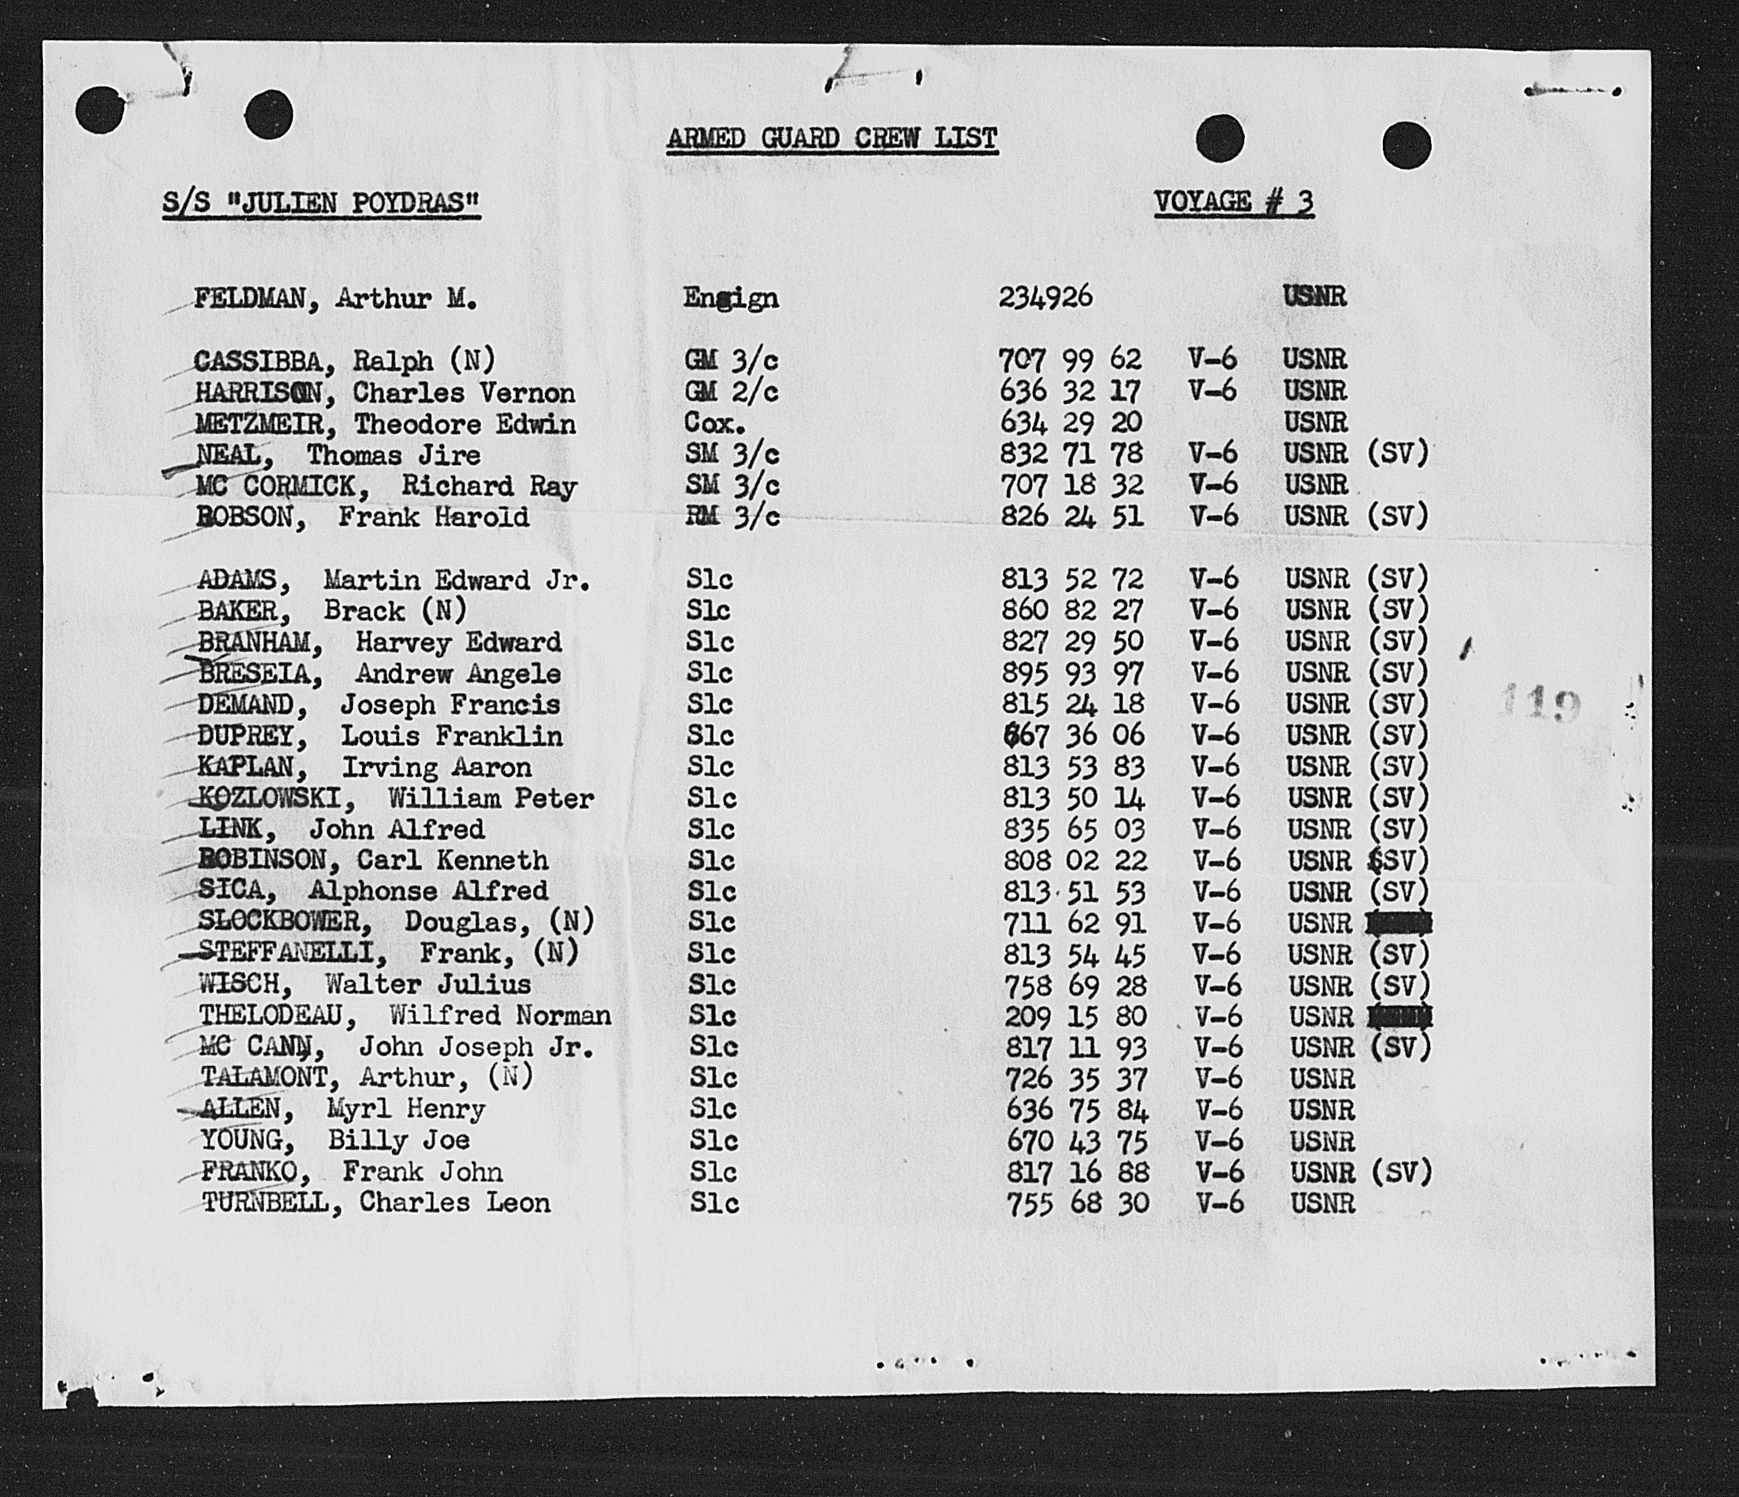 ARMED GUARD CREW LIST
S/S "JULIEN POYDRAS" VOYAGE # 3
FELDMAN, Arthur M. Ensign 234926 USNR
CASSIBBA, Ralph (N) GM 3/c 707 99 62 V-6 USNR
HARRISON, Charles Vernon GM 2/c 636 32 17 V-6 USNR
METZMEIR, Theodore Edwin Cox. 634 29 20 USNR
NEAL, Thomas Jire SM 3/c 832 71 78 V-6 USNR (SV)
MC CORMICK, Richard Ray SM 3/c 707 18 32 V-6 USNR
ROBSON, Frank Harold RM 3/c 826 24 51 V-6 USNR (SV)
ADAMS, Martin Edward Jr. S1c 813 52 72 V-6 USNR (SV)
BAKER, Brack (N) S1c 860 82 27 V-6 USNR (SV)
BRANHAM, Harvey Edward S1c 827 29 50 V-6 USNR (SV)
BRESEIA, Andrew Angele S1c 895 93 97 V-6 USNR (SV)
DEMAND, Joseph Francis S1c 815 24 18 V-6 USNR (SV)
DUPREY, Louis Franklin S1c 667 36 06 V-6 USNR (SV)
KAPLAN, Irving Aaron S1c 813 53 83 V-6 USNR (SV)
KOZLOWSKI, William Peter S1c 813 50 14 V-6 USNR (SV)
LINK, John Alfred S1c 835 65 03 V-6 USNR (SV)
ROBINSON, Carl Kenneth S1c 808 02 22 V-6 USNR (SV)
SICA, Alphonse Alfred S1c 813 51 53 V-6 USNR (SV)
SLOCKBOWER, Douglas, (N) S1c 711 62 91 V-6 USNR
STEFFANELLI, Frank, (N) S1c 813 54 45 V-6 USNR (SV)
WISCH, Walter Julius S1c 758 69 28 V-6 USNR (SV)
THELODEAU, Wilfred Norman S1c 209 15 80 V-6 USNR
MC CANN, John Joseph Jr. S1c 817 11 93 V-6 USNR (SV)
TALAMONT, Arthur, (N) S1c 726 35 37 V-6 USNR
ALLEN, Myrl Henry S1c 636 75 84 V-6 USNR
YOUNG, Billy Joe S1c 670 43 75 V-6 USNR
FRANKO, Frank John S1c 817 16 88 V-6 USNR (SV)
TURNBELL, Charles Leon S1c 755 68 30 V-6 USNR
119